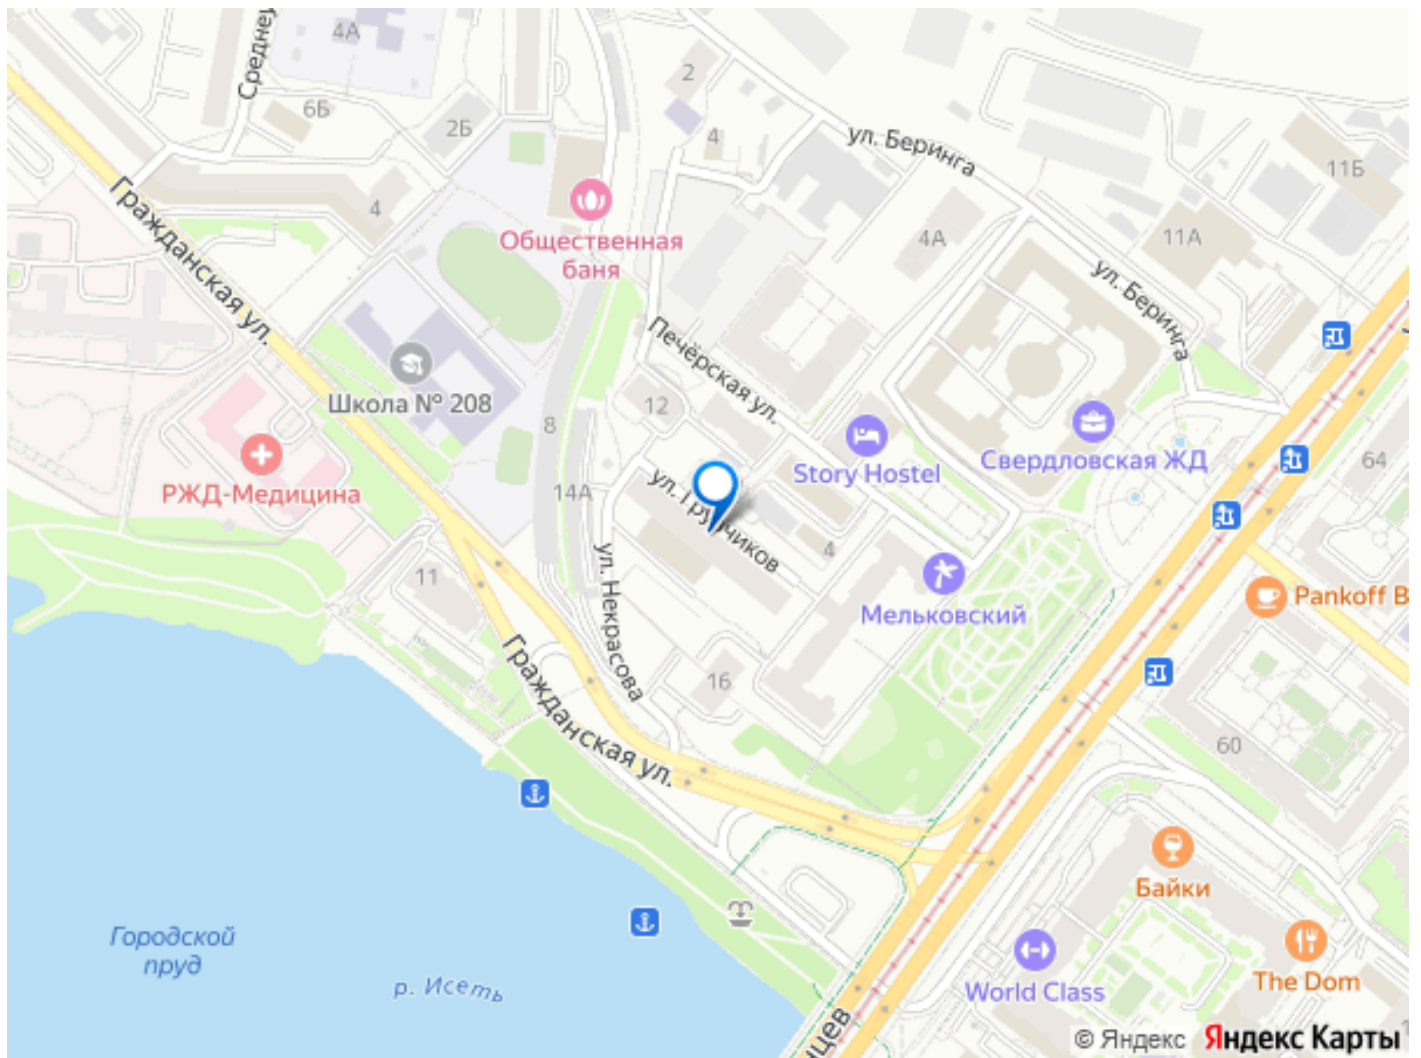 4А
2
6Б
2Б
4
ул. Беринга
11Б
4
4А
11А
Общественная
баня
Гражданская ул.
ул. Беринга
Печёрская ул.
Школа № 208
12
8
Story Hostel
Свердловская ЖД
64
РЖД-Медицина
14А
4
11
ул. Некрасова
Мельковский
Pankoff B
16
Гражданская ул.
60
Байки
Городской
пруд
р. Исеть
World Class
The Dom
© Яндекс Яндекс Карты